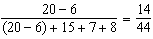 20 − 6 / (20 − 6) + 15 + 7 + 8 = 14 / 44